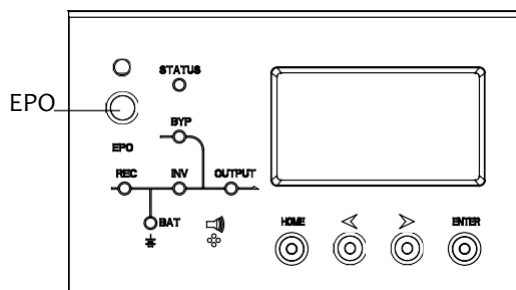 STATUS
EPO
BYP
EPO
REC INV OUTPUT
BAT
HOME ENTER